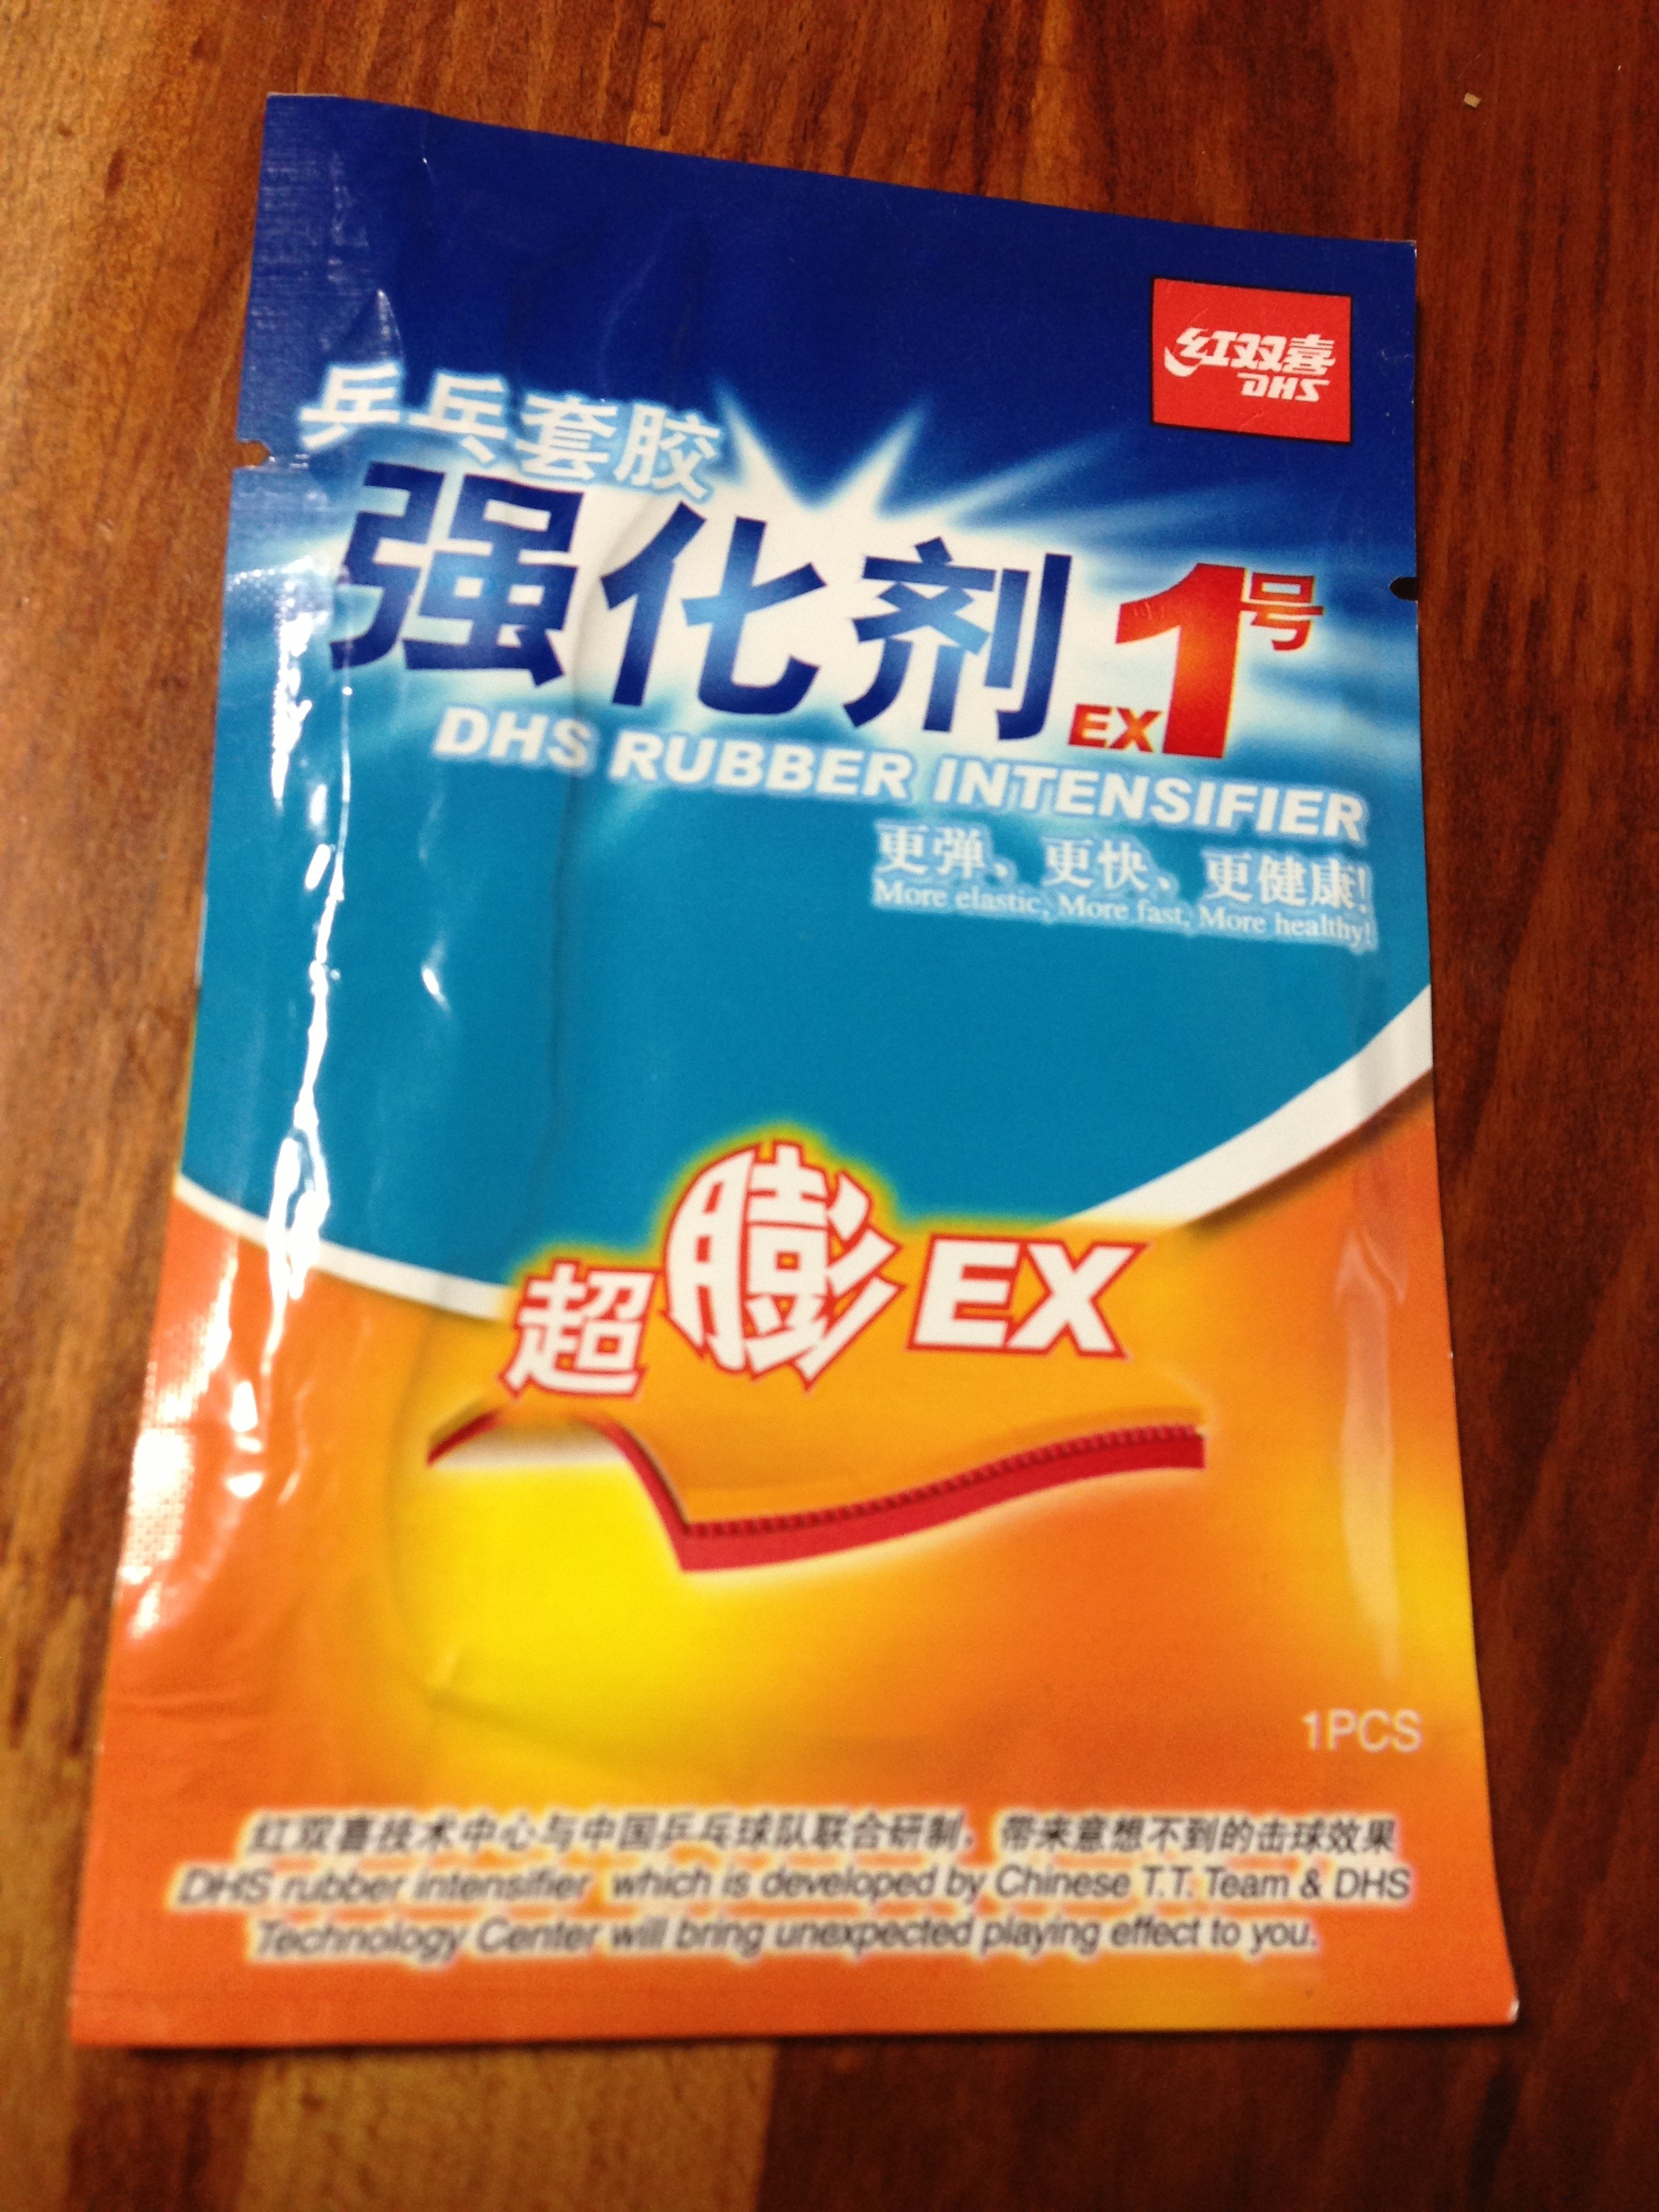 红双喜
DHS
乒乓套胶
强化剂EX1号
DHS RUBBER INTENSIFIER
更弹、更快、更健康!
More elastic, More fast, More healthy!
超膨EX
1PCS
红双喜技术中心与中国乒乓球队联合研制，带来意想不到的击球效果
DHS rubber intensifier which is developed by Chinese T.T. Team & DHS
Technology Center will bring unexpected playing effect to you.